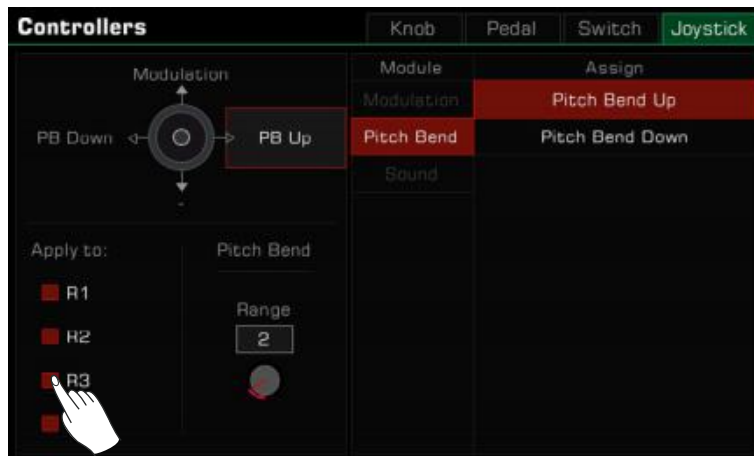 Controllers
Knob
Pedal
Switch
Joystick
Modulation
PB Down
PB Up
-
Apply to:
R1
R2
R3
Pitch Bend
Range
2
Module
Assign
Modulation
Pitch Bend
Sound
Pitch Bend Up
Pitch Bend Down